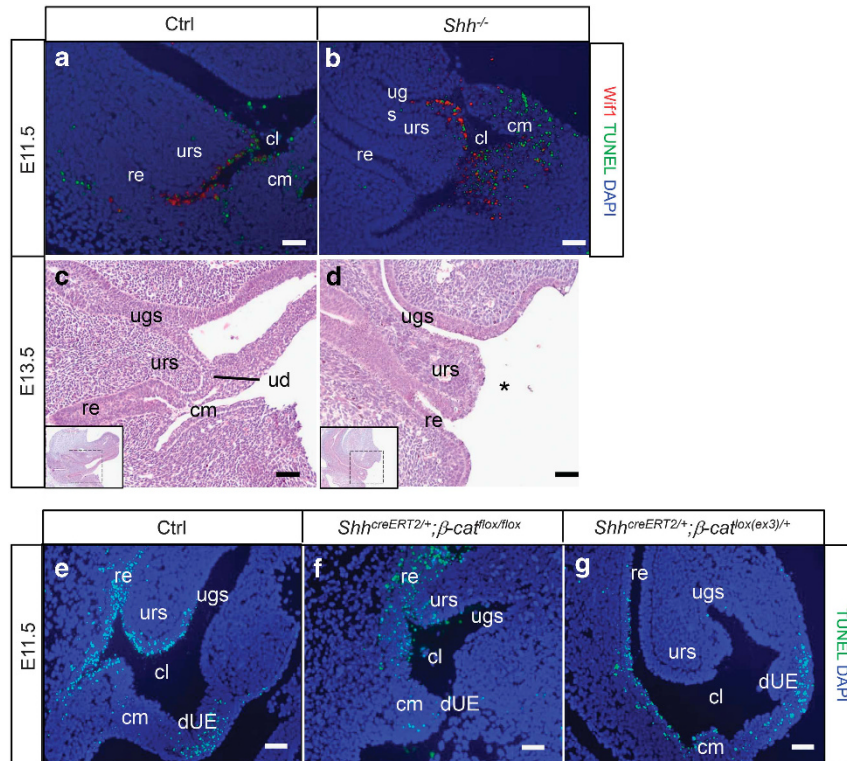 Ctrl
Shh-/-
E11.5
a
urs
re
cl
cm
b
ug
s
urs
re
cl
cm
Wif1 TUNEL DAPI
E13.5
c
ugs
urs
ud
re
cm
d
ugs
urs
*
re
Ctrl
ShhcreERT2/+;β-catflox/flox
ShhcreERT2/+;β-catlox(ex3)/+
E11.5
e
re
urs
ugs
cl
cm
dUE
f
re
urs
ugs
cl
cm
dUE
g
re
ugs
urs
dUE
cl
cm
TUNEL DAPI